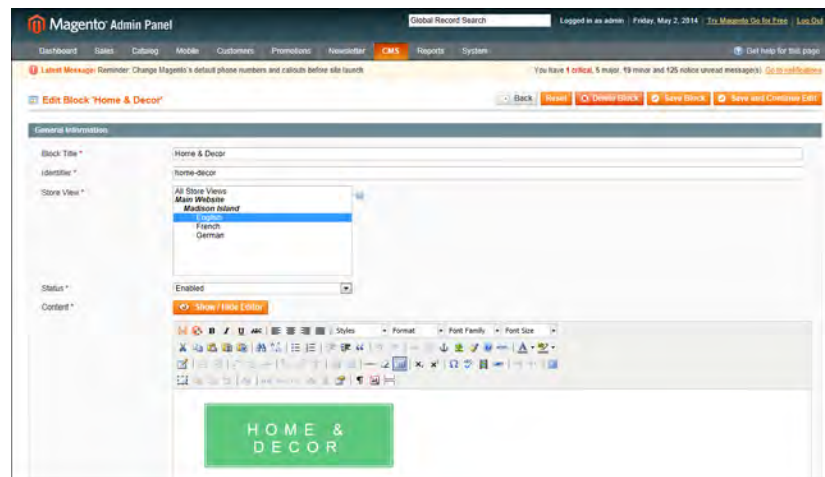 Magento Admin Panel
Global Record Search
Logged in as admin | Friday, May 2, 2014 | Try Magento Go for Free | Log Out
Dashboard Sales Catalog Mobile Customers Promotions Newsletter CMS Reports System
Get help for this page
Latest Message: Reminder: Change Magento's default phone numbers and callouts before site launch
You have 1 critical, 5 major, 19 minor and 125 notice unread message(s). Go to notifications
Edit Block 'Home & Decor'
Back Reset Delete Block Save Block Save and Continue Edit
General Information
Block Title *
Home & Decor
Identifier *
home-decor
Store View *
All Store Views
Main Website
Madison Island
English
French
German
Status *
Enabled
Content *
Show / Hide Editor
B I U ABC Styles Format Font Family Font Size
HOME &
DECOR